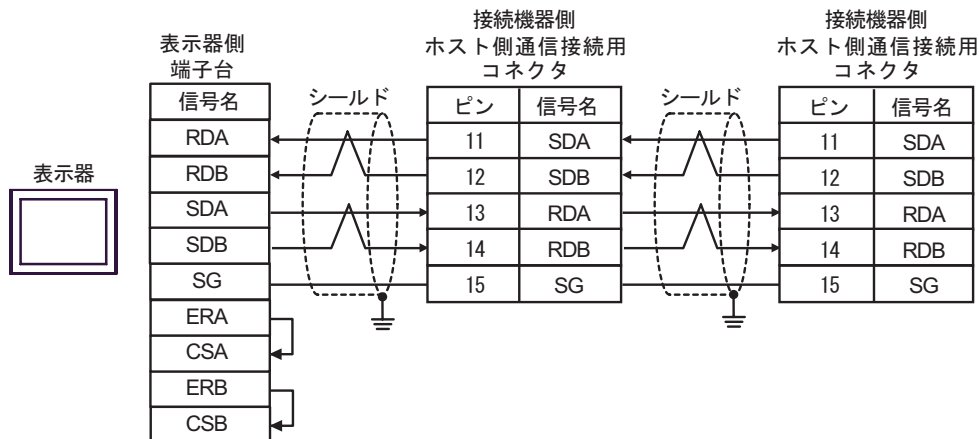 表示器
表示器側
端子台
信号名
RDA
RDB
SDA
SDB
SG
ERA
CSA
ERB
CSB
シールド
接続機器側
ホスト側通信接続用
コネクタ
ピン 信号名
11 SDA
12 SDB
13 RDA
14 RDB
15 SG
シールド
接続機器側
ホスト側通信接続用
コネクタ
ピン 信号名
11 SDA
12 SDB
13 RDA
14 RDB
15 SG